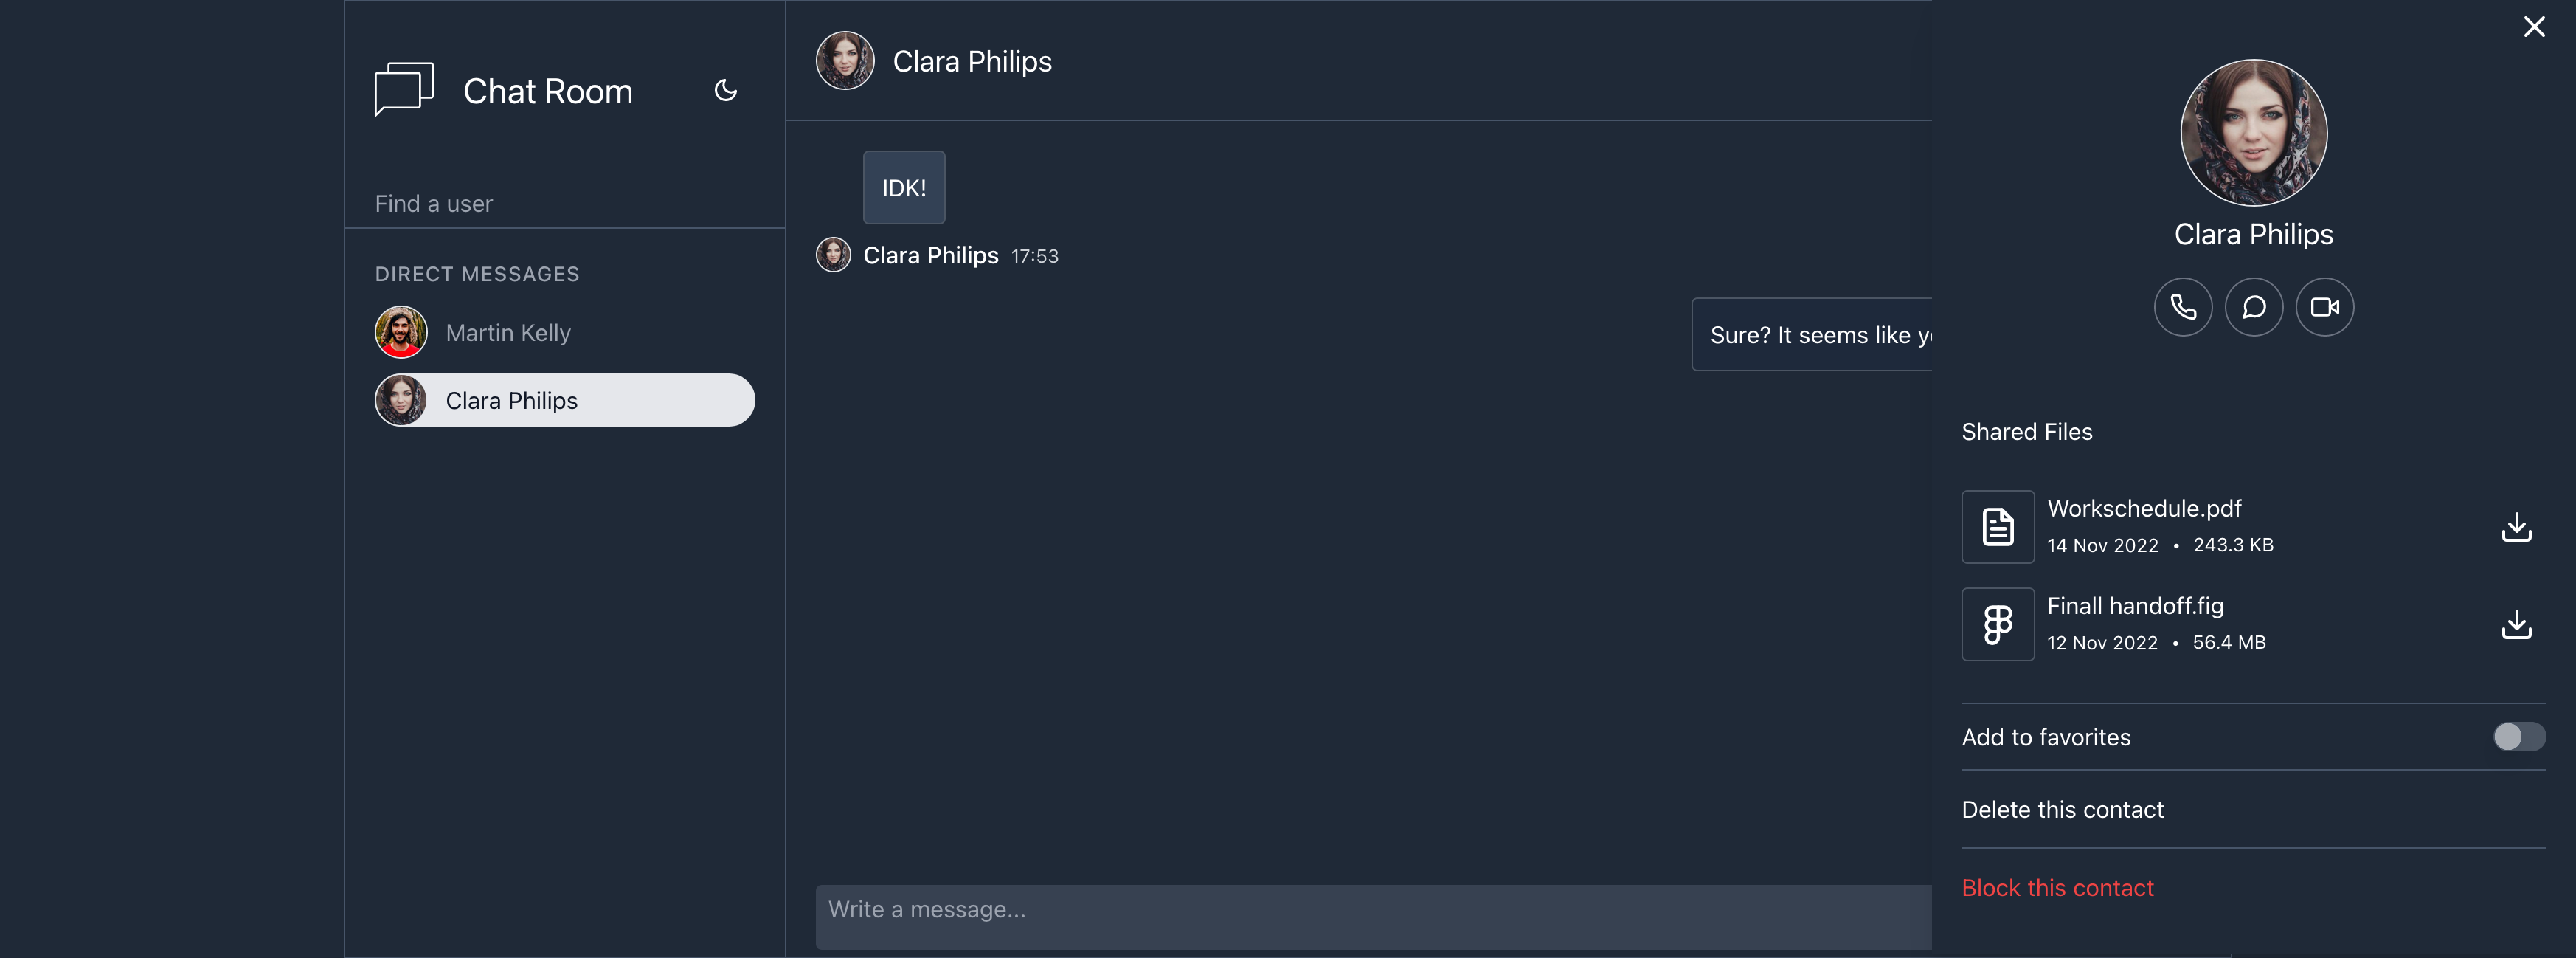 Chat Room
Find a user
DIRECT MESSAGES
Martin Kelly
Clara Philips
Clara Philips
IDK!
Clara Philips 17:53
Sure? It seems like
Write a message...
Clara Philips
Shared Files
Workschedule.pdf
14 Nov 2022 • 243.3 KB
Finall handoff.fig
12 Nov 2022 • 56.4 MB
Add to favorites
Delete this contact
Block this contact